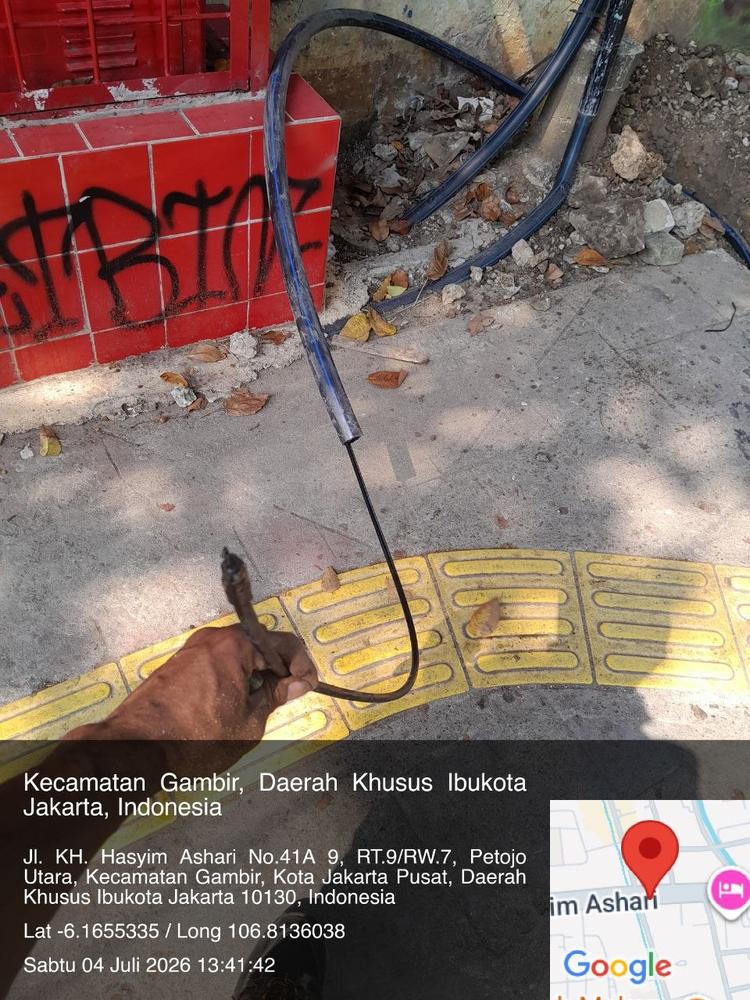 Kecamatan Gambir, Daerah Khusus Ibukota
Jakarta, Indonesia
Jl. KH. Hasyim Ashari No.41A 9, RT.9/RW.7, Petojo
Utara, Kecamatan Gambir, Kota Jakarta Pusat, Daerah
Khusus Ibukota Jakarta 10130, Indonesia
Lat -6.1655335 / Long 106.8136038
Sabtu 04 Juli 2026 13:41:42
im Ashari
Google